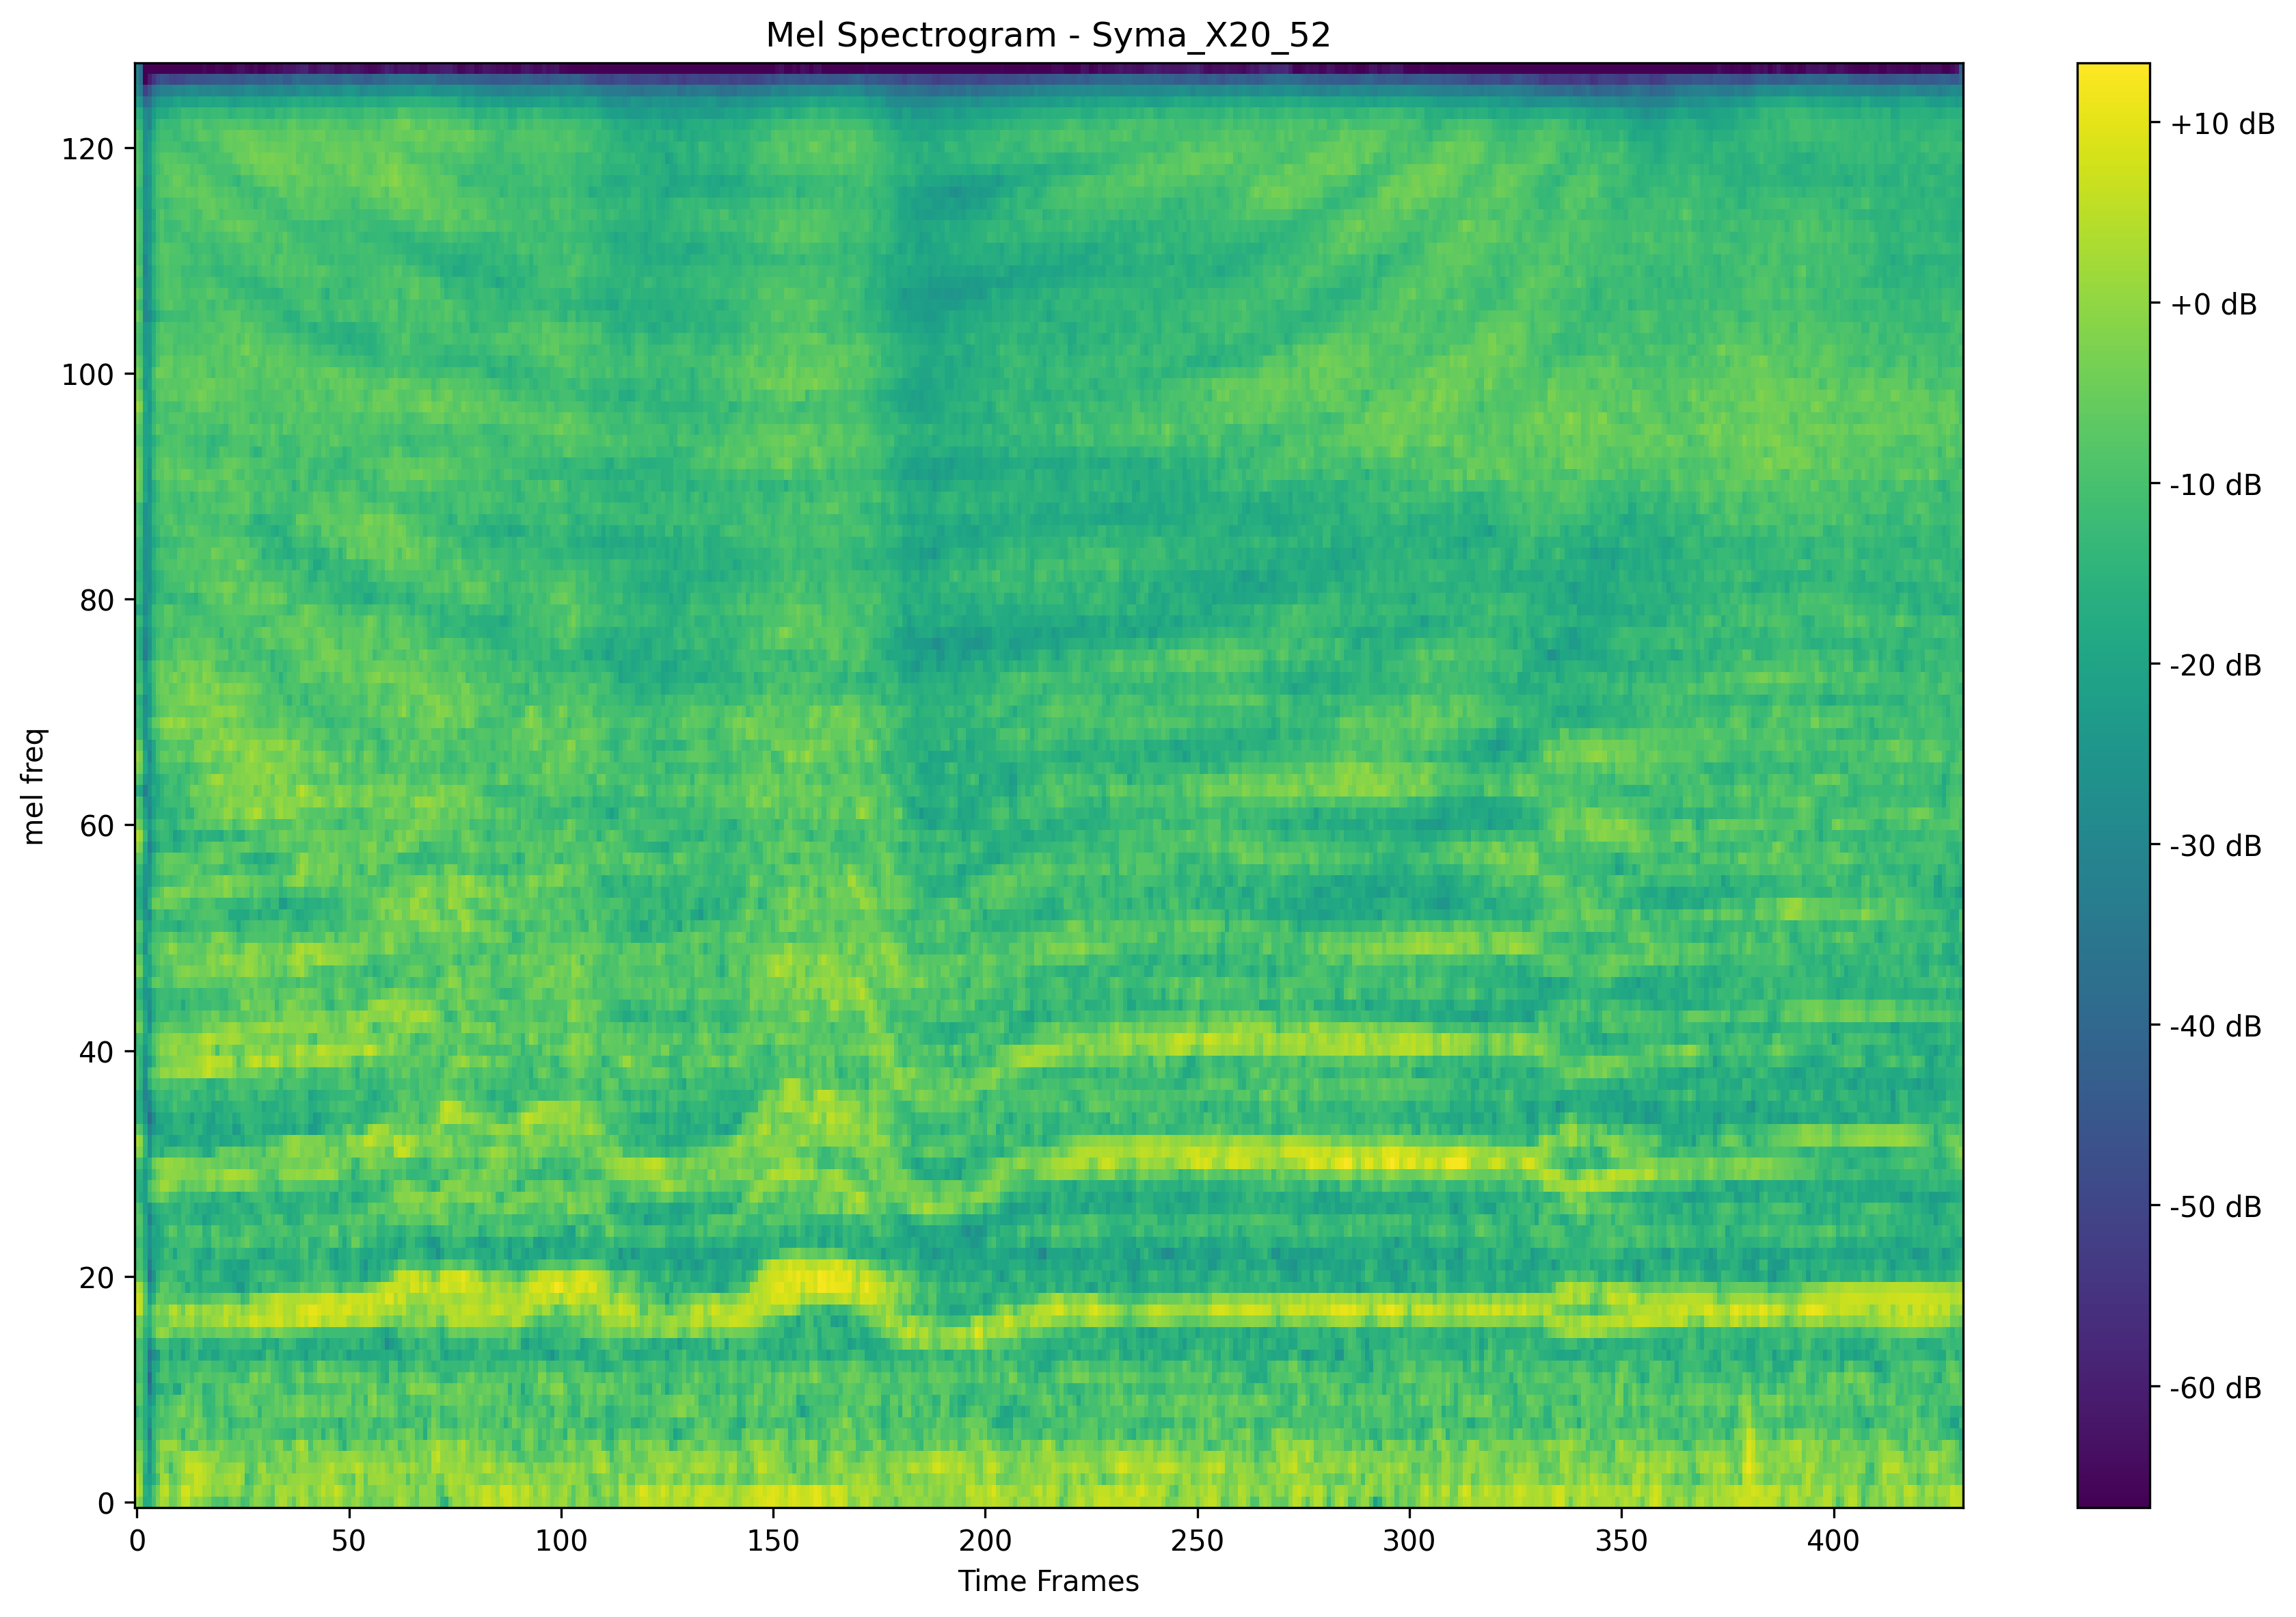 Mel Spectrogram - Syma_X20_52
mel freq
120
100
80
60
40
20
0
0 50 100 150 200 250 300 350 400
Time Frames
+10 dB
+0 dB
-10 dB
-20 dB
-30 dB
-40 dB
-50 dB
-60 dB